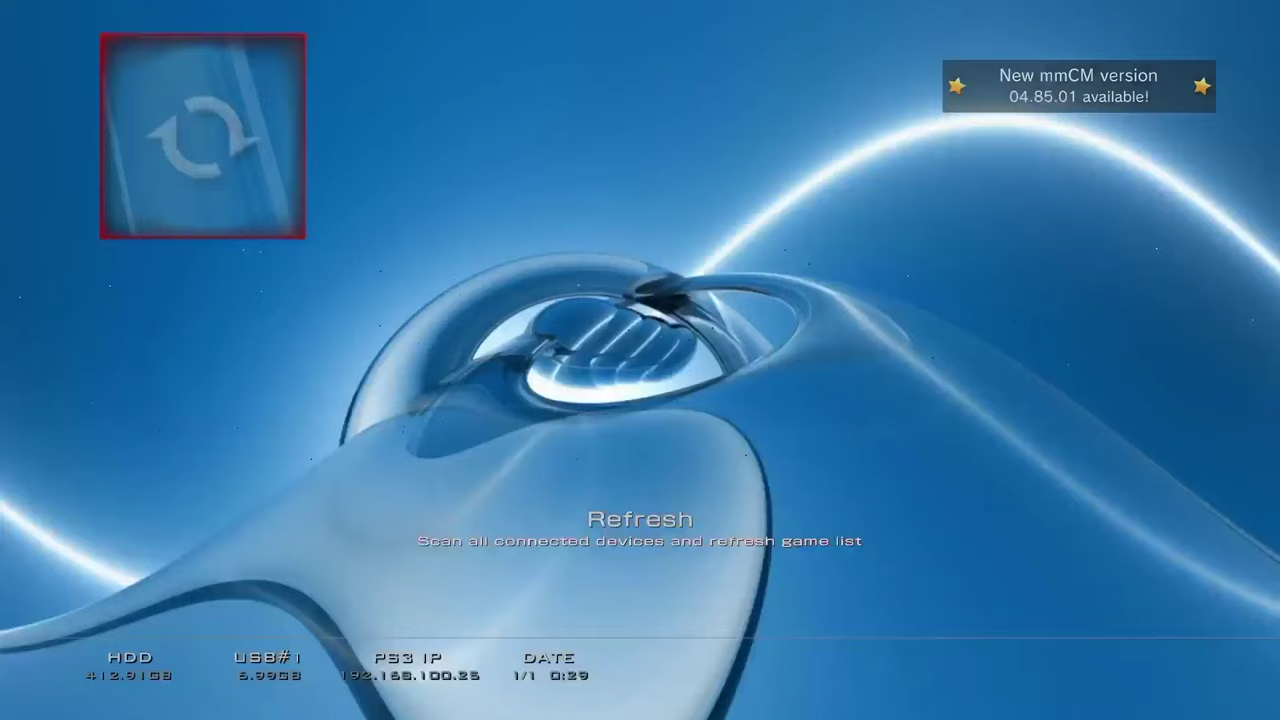 New mmCM version
04.85.01 available!
Refresh
Scan all connected devices and refresh game list
HDD USB#1 PS3 IP DATE
412.91GB 6.99GB 192.168.100.25 1/1 0:29